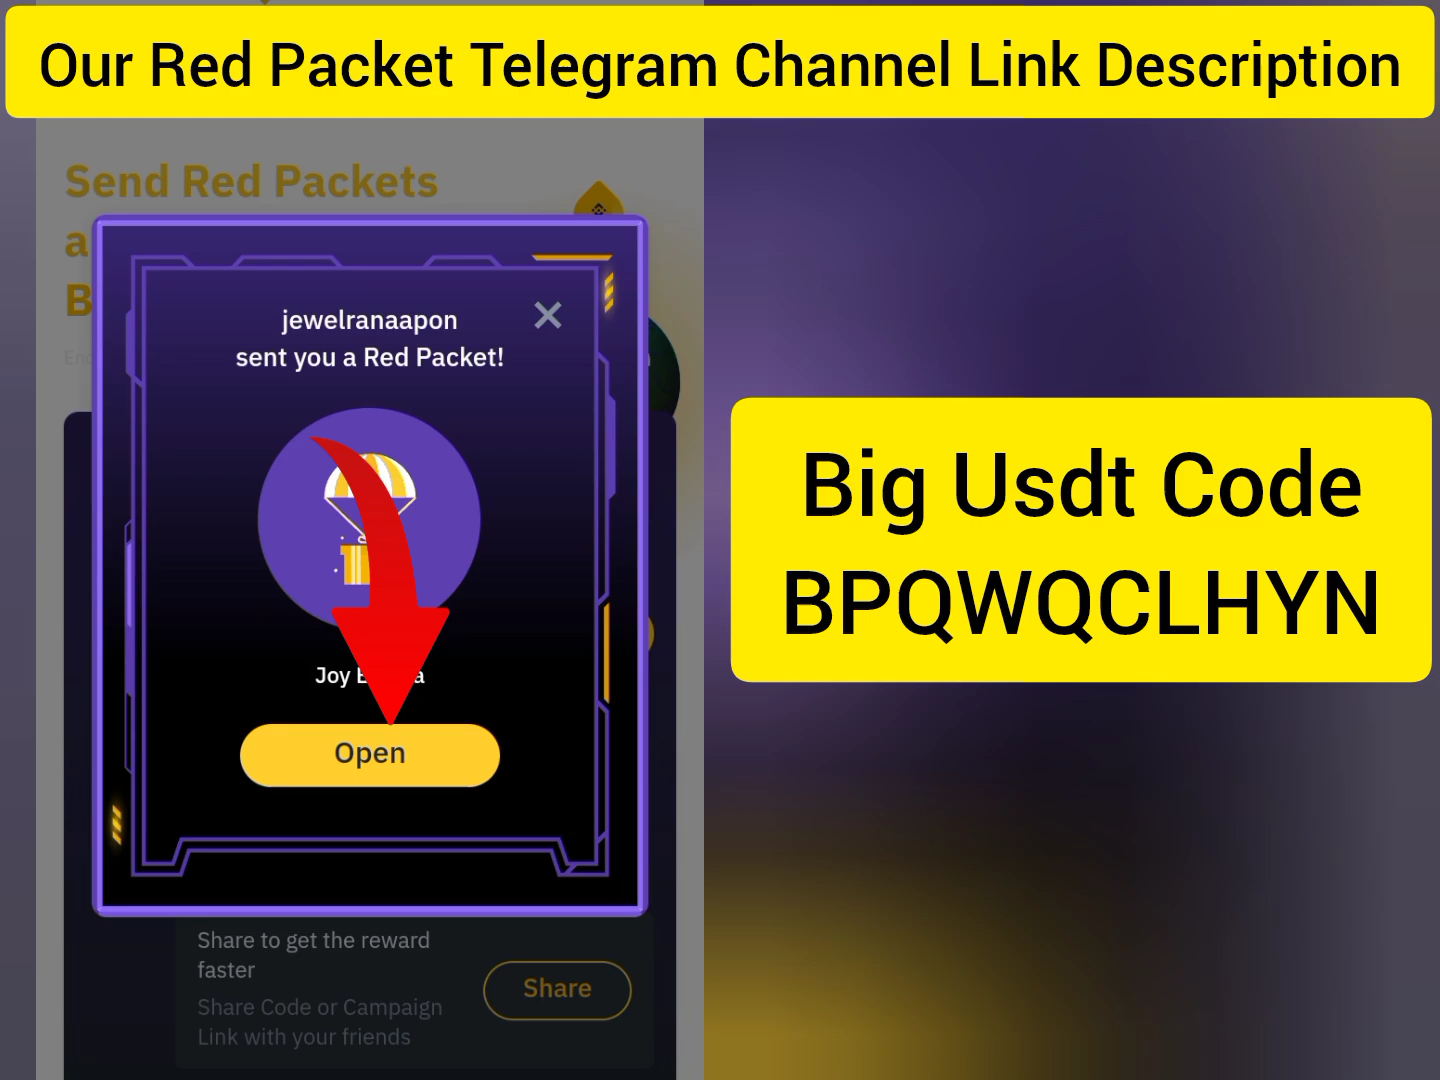 Our Red Packet Telegram Channel Link Description
Send Red Packets
a
B
jewelranaapon
sent you a Red Packet!
Joy
Open
Share to get the reward
faster
Share Code or Campaign
Link with your friends
Share
Big Usdt Code
BPQWQCLHYN